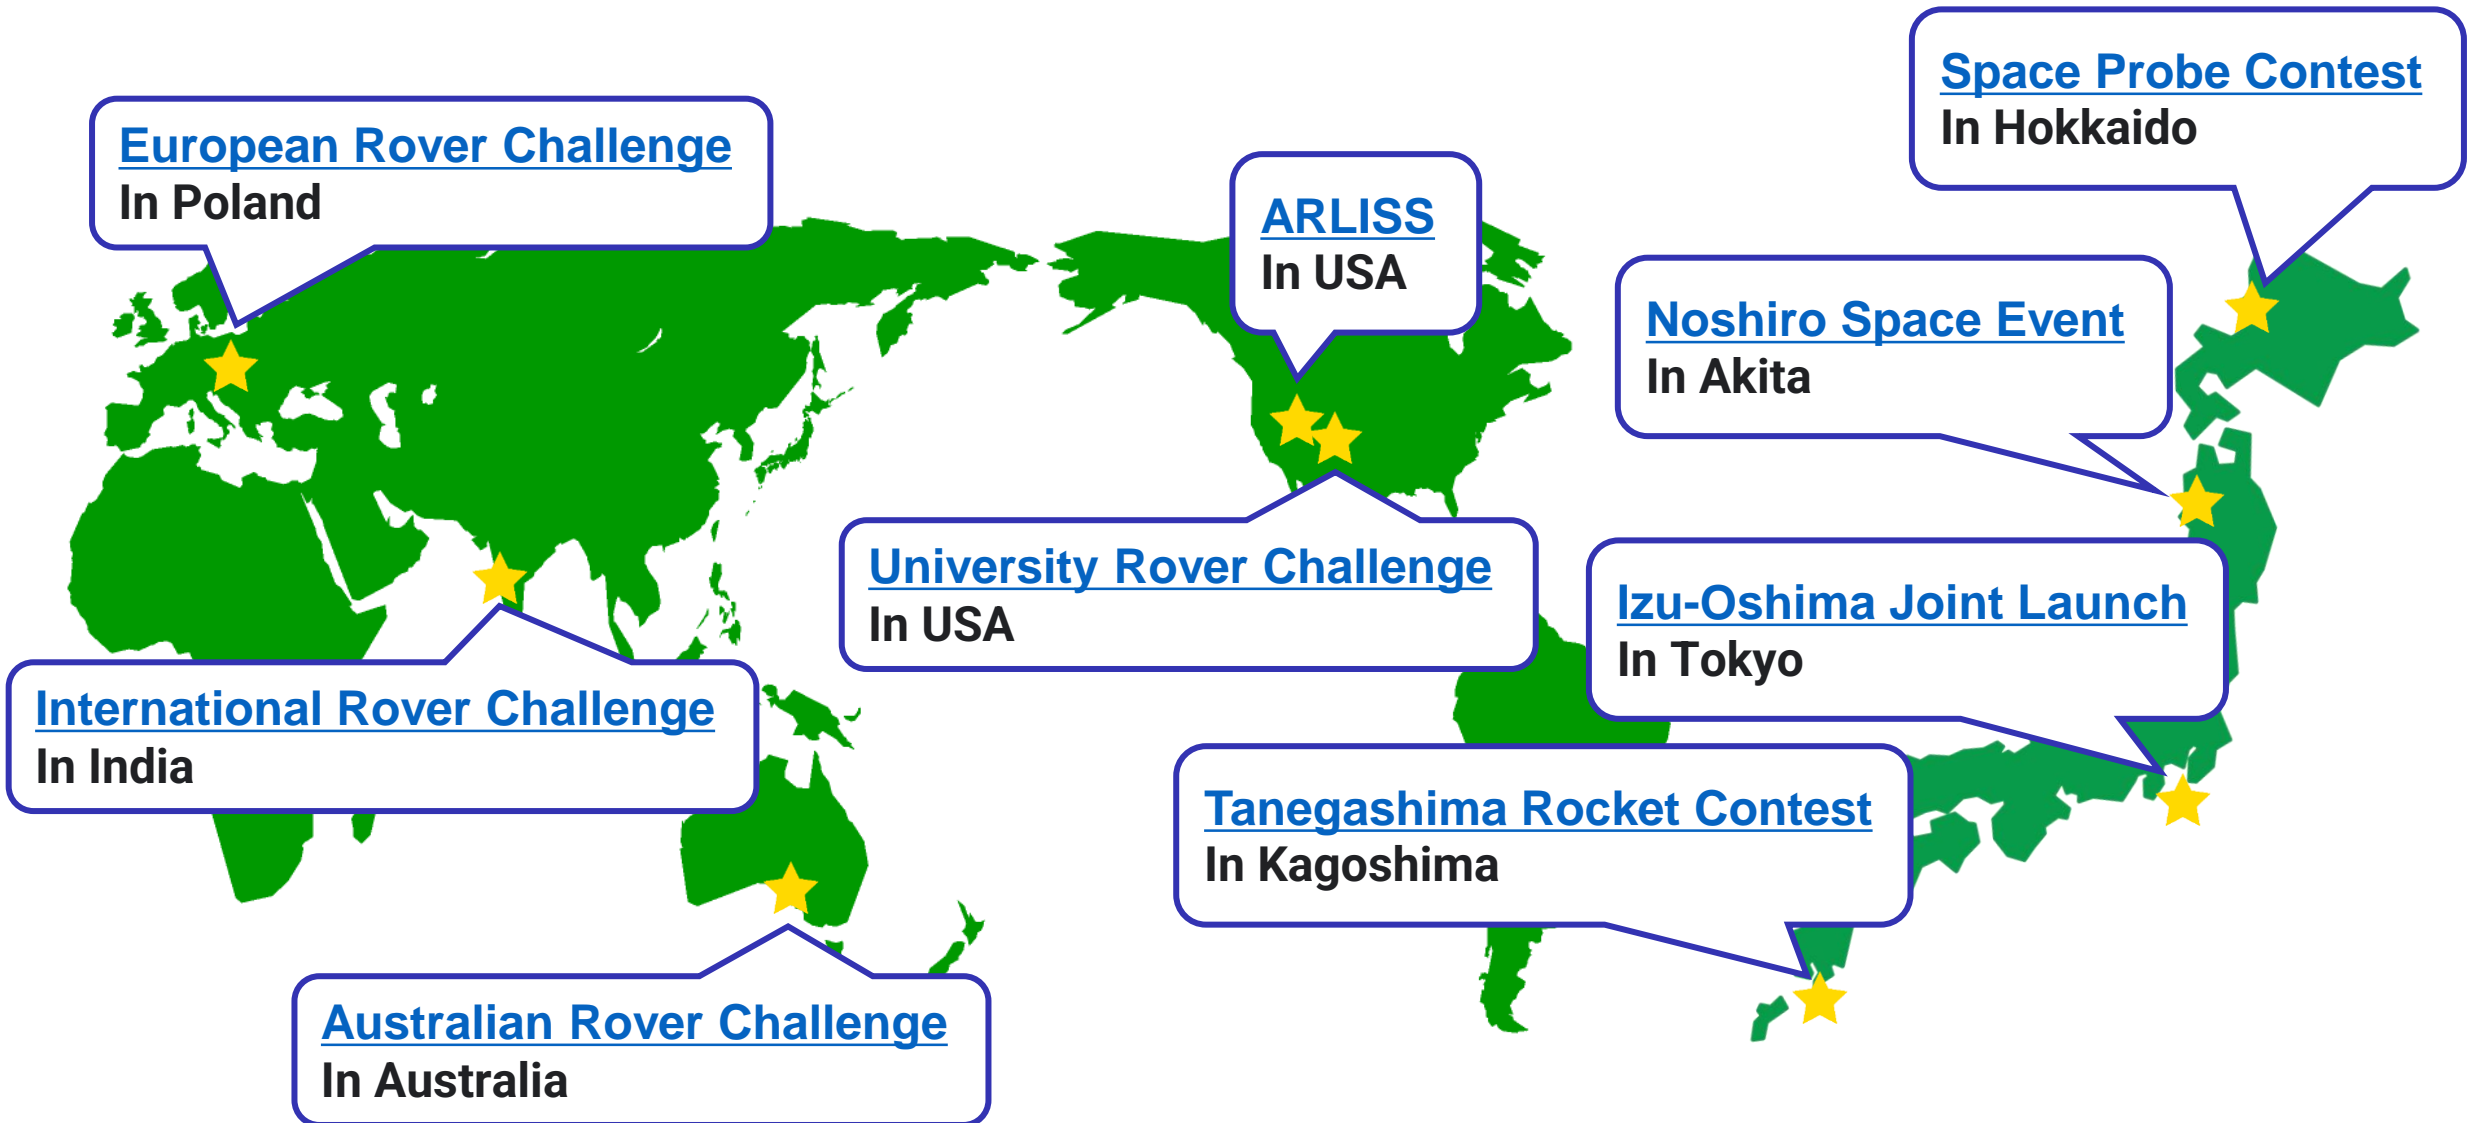 European Rover Challenge
In Poland
ARLISS
In USA
Space Probe Contest
In Hokkaido
Noshiro Space Event
In Akita
University Rover Challenge
In USA
Izu-Oshima Joint Launch
In Tokyo
International Rover Challenge
In India
Tanegashima Rocket Contest
In Kagoshima
Australian Rover Challenge
In Australia